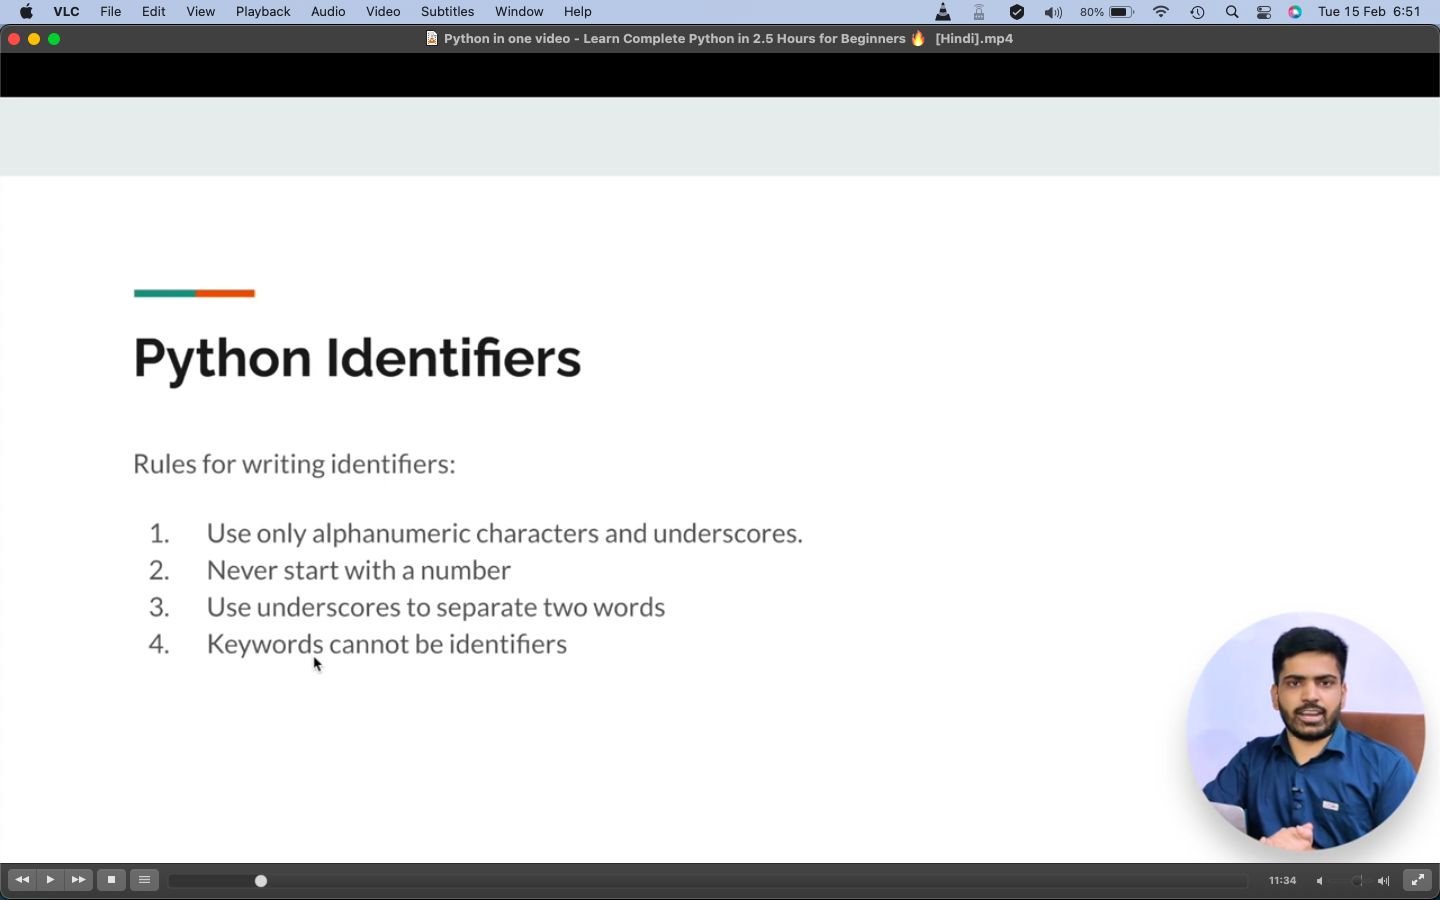 VLC File Edit View Playback Audio Video Subtitles Window Help 80% Tue 15 Feb 6:51
Python in one video - Learn Complete Python in 2.5 Hours for Beginners 🔥 [Hindi].mp4
Python Identifiers
Rules for writing identifiers:
1. Use only alphanumeric characters and underscores.
2. Never start with a number
3. Use underscores to separate two words
4. Keywords cannot be identifiers
11:34